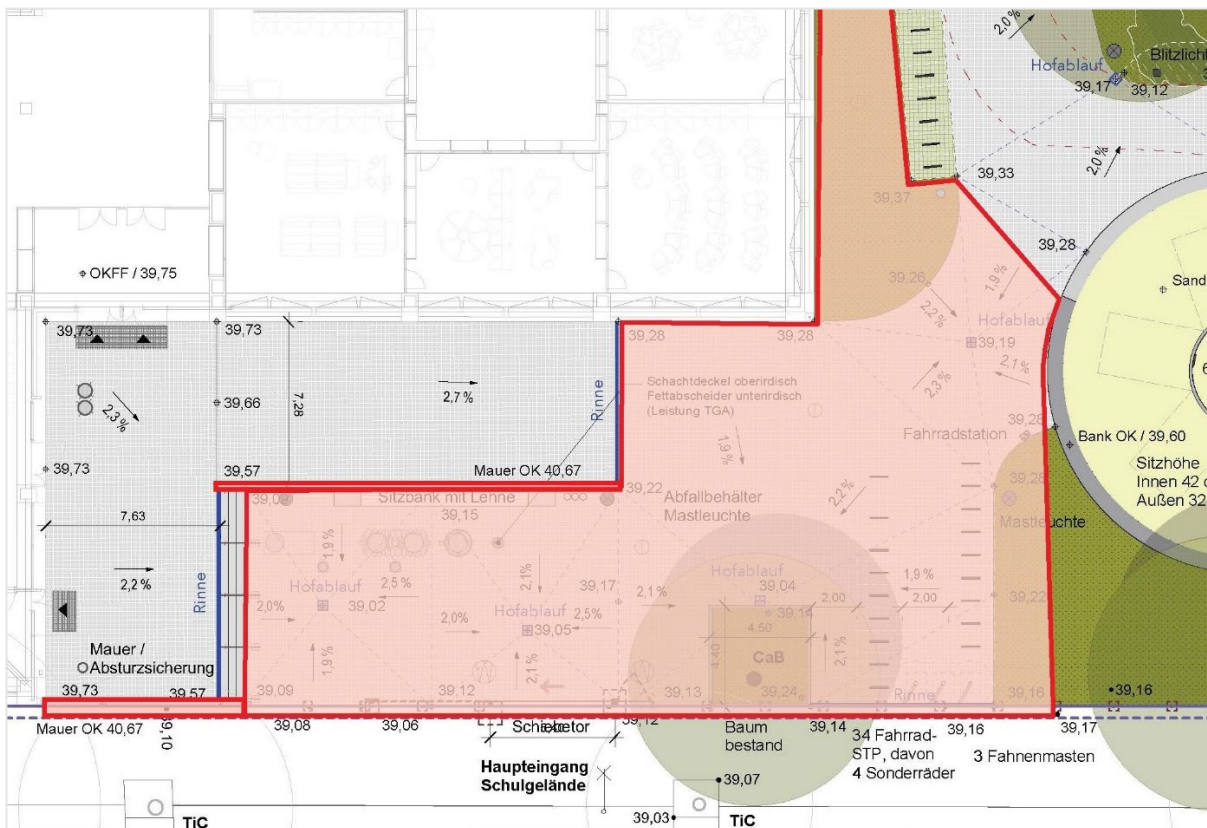 2,0 %
Blitzlicht
Hofablauf
39,17
39,12
2,0 %
39,33
39,37
39,28
OKFF / 39,75
39,26
1,9 %
Sand
2,2 %
Hofablauf
39,73
39,73
39,28
39,28
39,19
2,1 %
2,3 %
2,3 %
39,66
7,28
2,7 %
Rinne
Schachtdeckel oberirdisch
Fettabscheider unterirdisch
(Leistung TGA)
39,28
Fahrradstation
Bank OK / 39,60
1,9 %
39,73
39,57
Mauer OK 40,67
Sitzhöhe
Innen 42
Außen 32
39,22
2,2 %
39,28
Sitzbank mit Lehne
Abfallbehälter
Mastleuchte
Mastleuchte
39,15
7,63
1,9 %
2,2 %
Rinne
Hofablauf
2,5 %
2,1 %
39,17
2,1 %
Hofablauf
39,04
1,9 %
2,0 %
39,02
2,0 %
Hofablauf
2,5 %
39,05
2,00
2,00
39,22
4,50
4,40
CaB
2,1 %
Mauer /
Absturzsicherung
1,9 %
2,1 %
39,73
39,57
39,09
39,12
39,13
39,24
Rinne
39,16
39,16
Mauer OK 40,67
39,10
39,08
39,06
Schiebetor
39,12
Baum
bestand
39,14
39,16
39,17
34 Fahrrad-
STP, davon
4 Sonderräder
3 Fahnenmasten
Haupteingang
Schulgelände
39,07
39,03
TiC
TiC